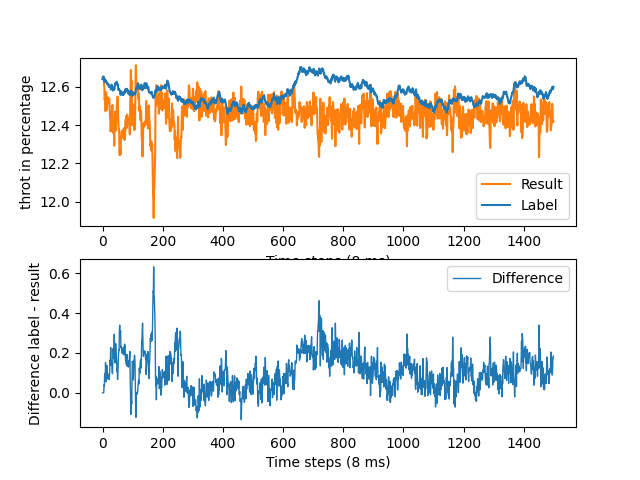 throt in percentage
12.6
12.4
12.2
12.0
Result
Label
0 200 400 600 800 1000 1200 1400
Time steps (8 ms)
Difference label - result
0.6
0.4
0.2
0.0
Difference
0 200 400 600 800 1000 1200 1400
Time steps (8 ms)